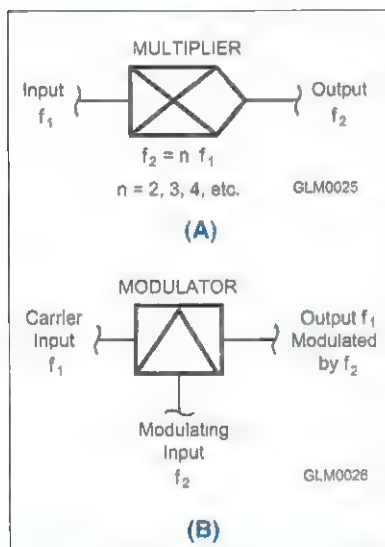 MULTIPLIER
Input
f₁
Output
f₂
f₂ = n f₁
n = 2, 3, 4, etc.
GLM0025
(A)
MODULATOR
Carrier
Input
f₁
Output f₁
Modulated
by f₂
Modulating
Input
f₂
GLM0026
(B)